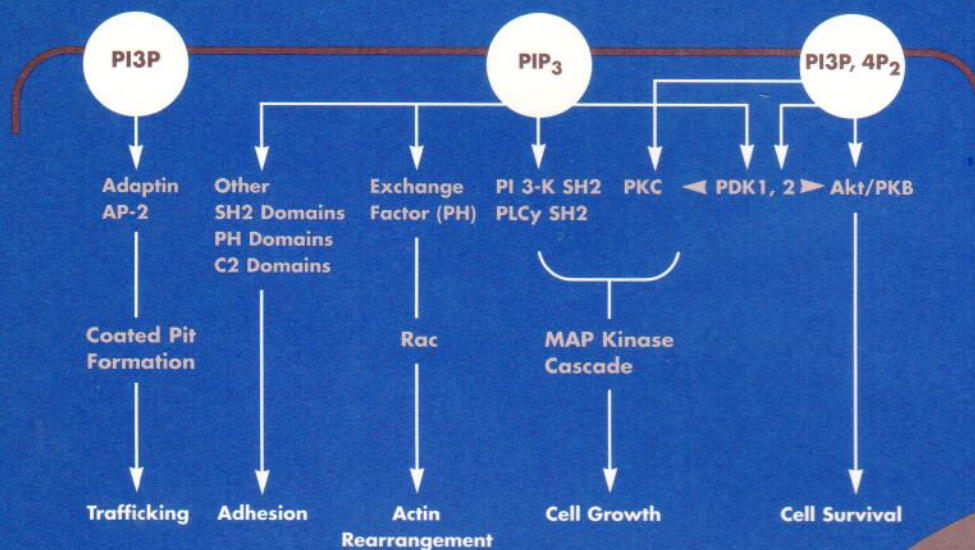 PI3P
PIP3
PI3P, 4P2
Adaptin
AP-2
Other
SH2 Domains
PH Domains
C2 Domains
Exchange
Factor (PH)
PI 3-K SH2
PLCy SH2
PKC
PDK1, 2
Akt/PKB
Coated Pit
Formation
Rac
MAP Kinase
Cascade
Trafficking
Adhesion
Actin
Rearrangement
Cell Growth
Cell Survival